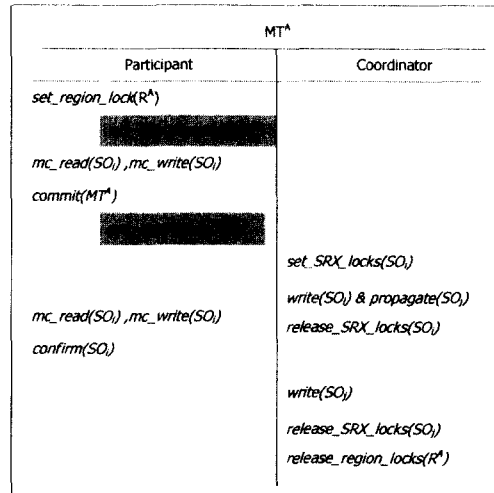 MT^A
Participant Coordinator
set_region_lock(R^A)
mc_read(SO_i) ,mc_write(SO_i)
commit(MT^A)
set_SRX_locks(SO_i)
write(SO_i) & propagate(SO_i)
mc_read(SO_i) ,mc_write(SO_i)
release_SRX_locks(SO_i)
confirm(SO_i)
write(SO_i)
release_SRX_locks(SO_i)
release_region_locks(R^A)